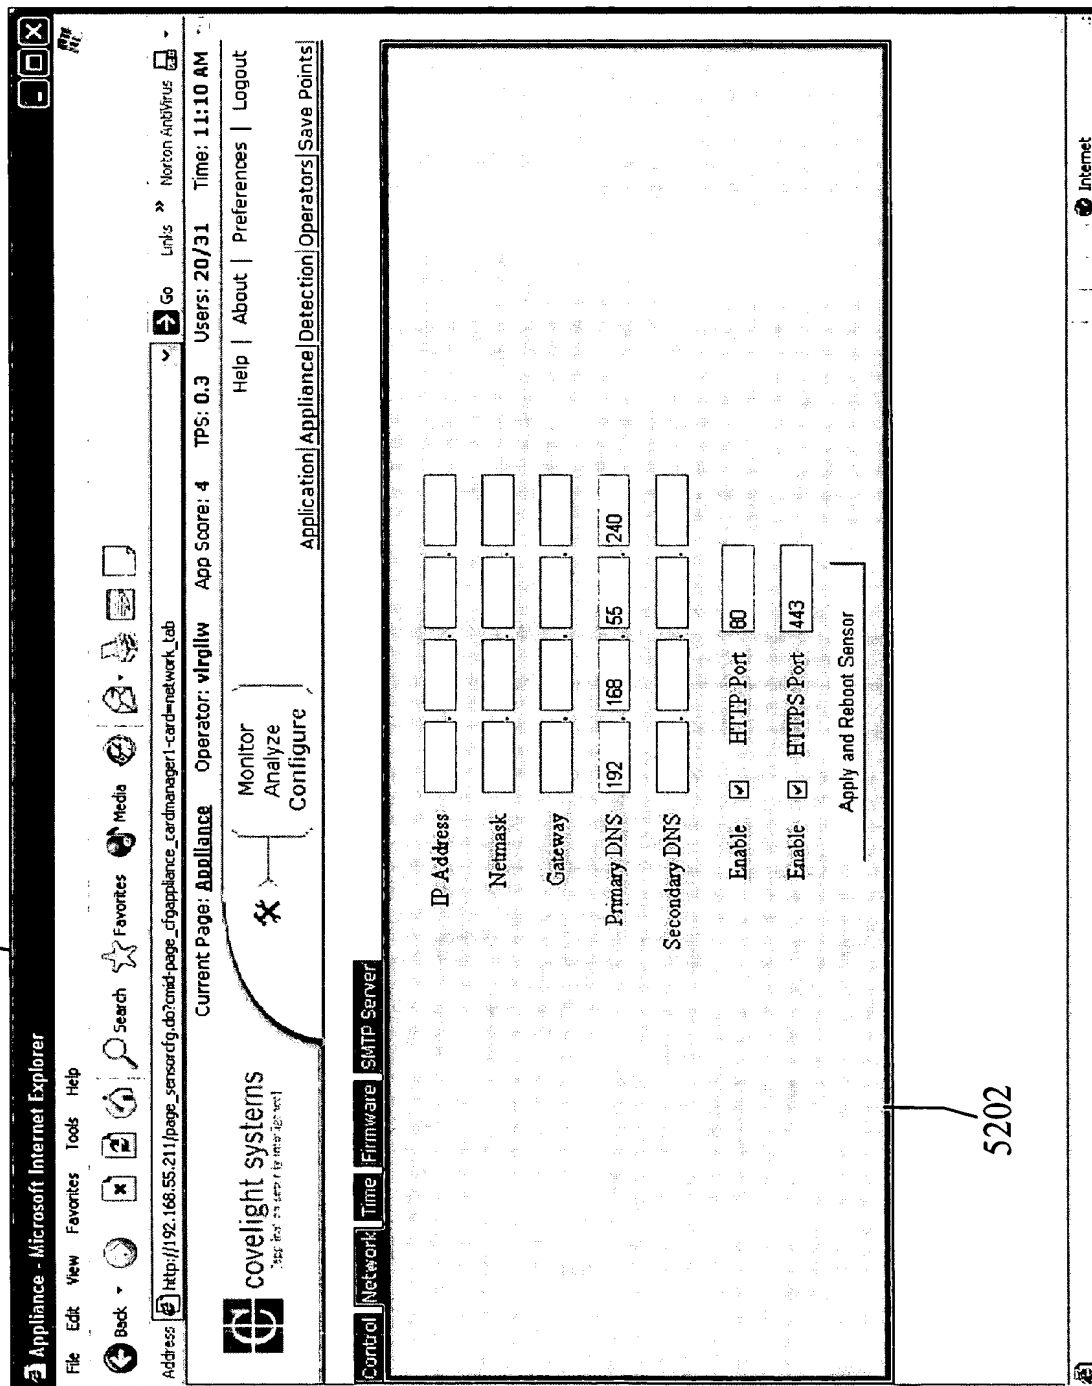 Appliance - Microsoft Internet Explorer
File Edit View Favorites Tools Help
Back Search Favorites Media
Address http://192.168.55.211/page_sensorcfg.do?cmid-page_cfgappliance_cardmanager1-card=network_tab Go Links » Norton AntiVirus
Current Page: Appliance Operator: virgilw App Score: 4 TPS: 0.3 Users: 20/31 Time: 11:10 AM
covelight systems
Monitor
Analyze
Configure
Help | About | Preferences | Logout
Application|Appliance|Detection|Operators|Save Points|
Control Network Time Firmware SMTP Server
IP Address . . .
Netmask . . .
Gateway . . .
Primary DNS 192 . 168 . 55 . 240
Secondary DNS . . .
Enable HTTP Port 80
Enable HTTPS Port 443
Apply and Reboot Sensor
5202
Internet